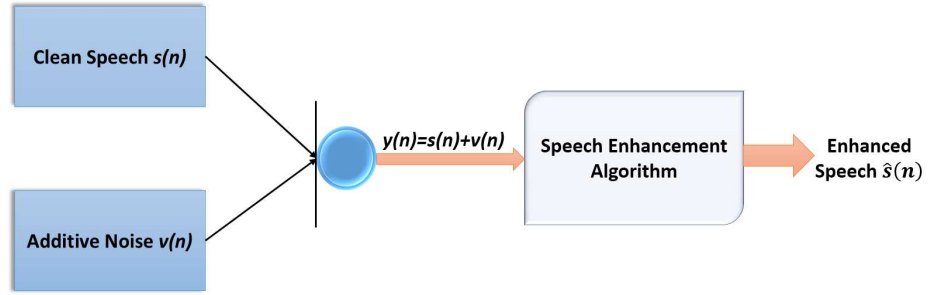 Clean Speech s(n)
y(n)=s(n)+v(n)
Speech Enhancement
Algorithm
Enhanced
Speech ŝ(n)
Additive Noise v(n)